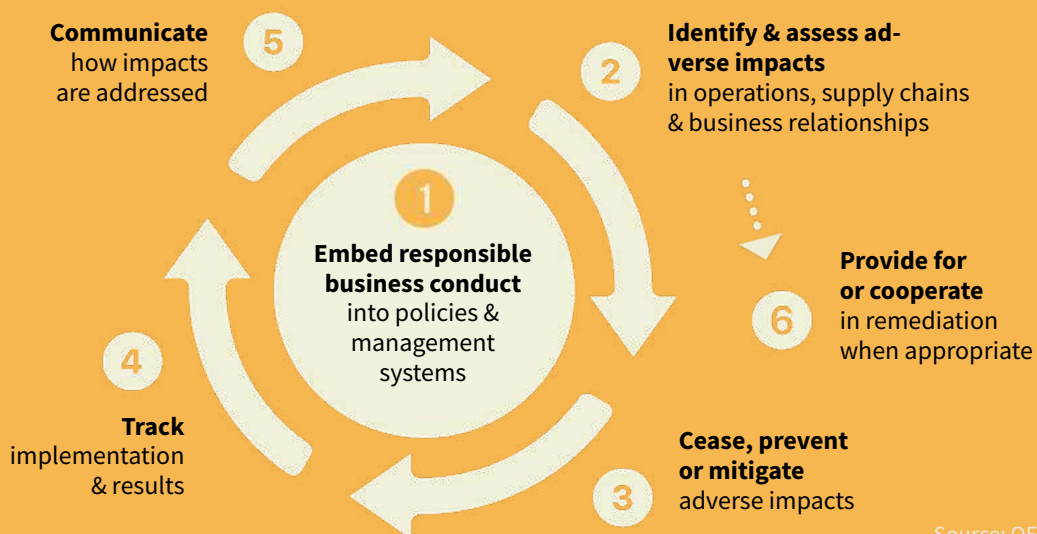 1
Embed responsible
business conduct
into policies &
management
systems
2
Identify & assess ad-
verse impacts
in operations, supply chains
& business relationships
3
Cease, prevent
or mitigate
adverse impacts
4
Track
implementation
& results
5
Communicate
how impacts
are addressed
6
Provide for
or cooperate
in remediation
when appropriate
Source: